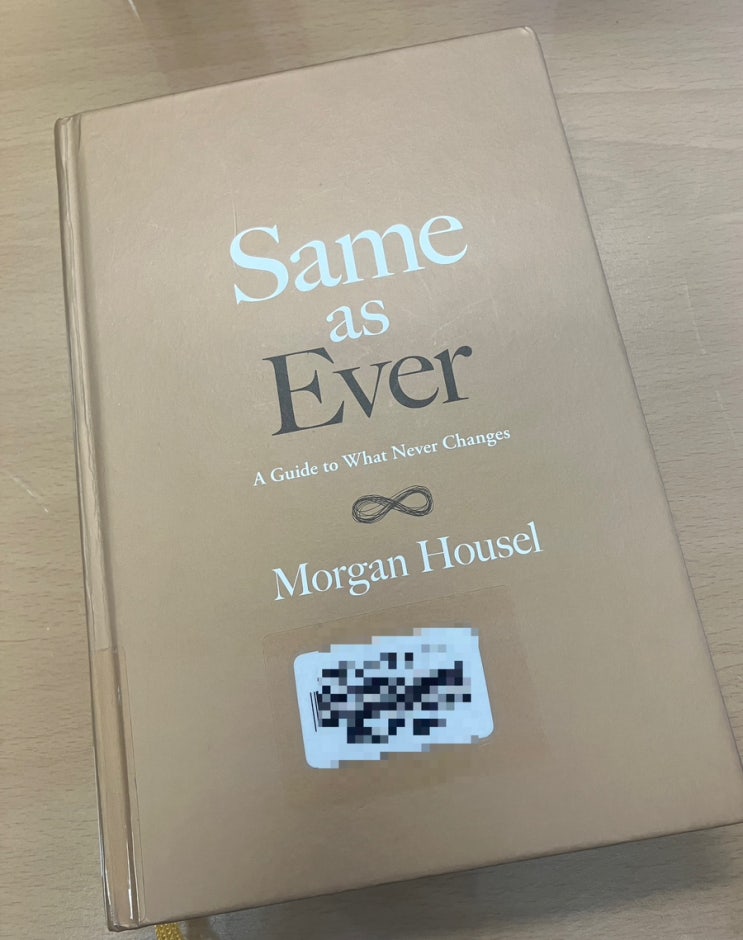 Same
as
Ever
A Guide to What Never Changes
Morgan Housel